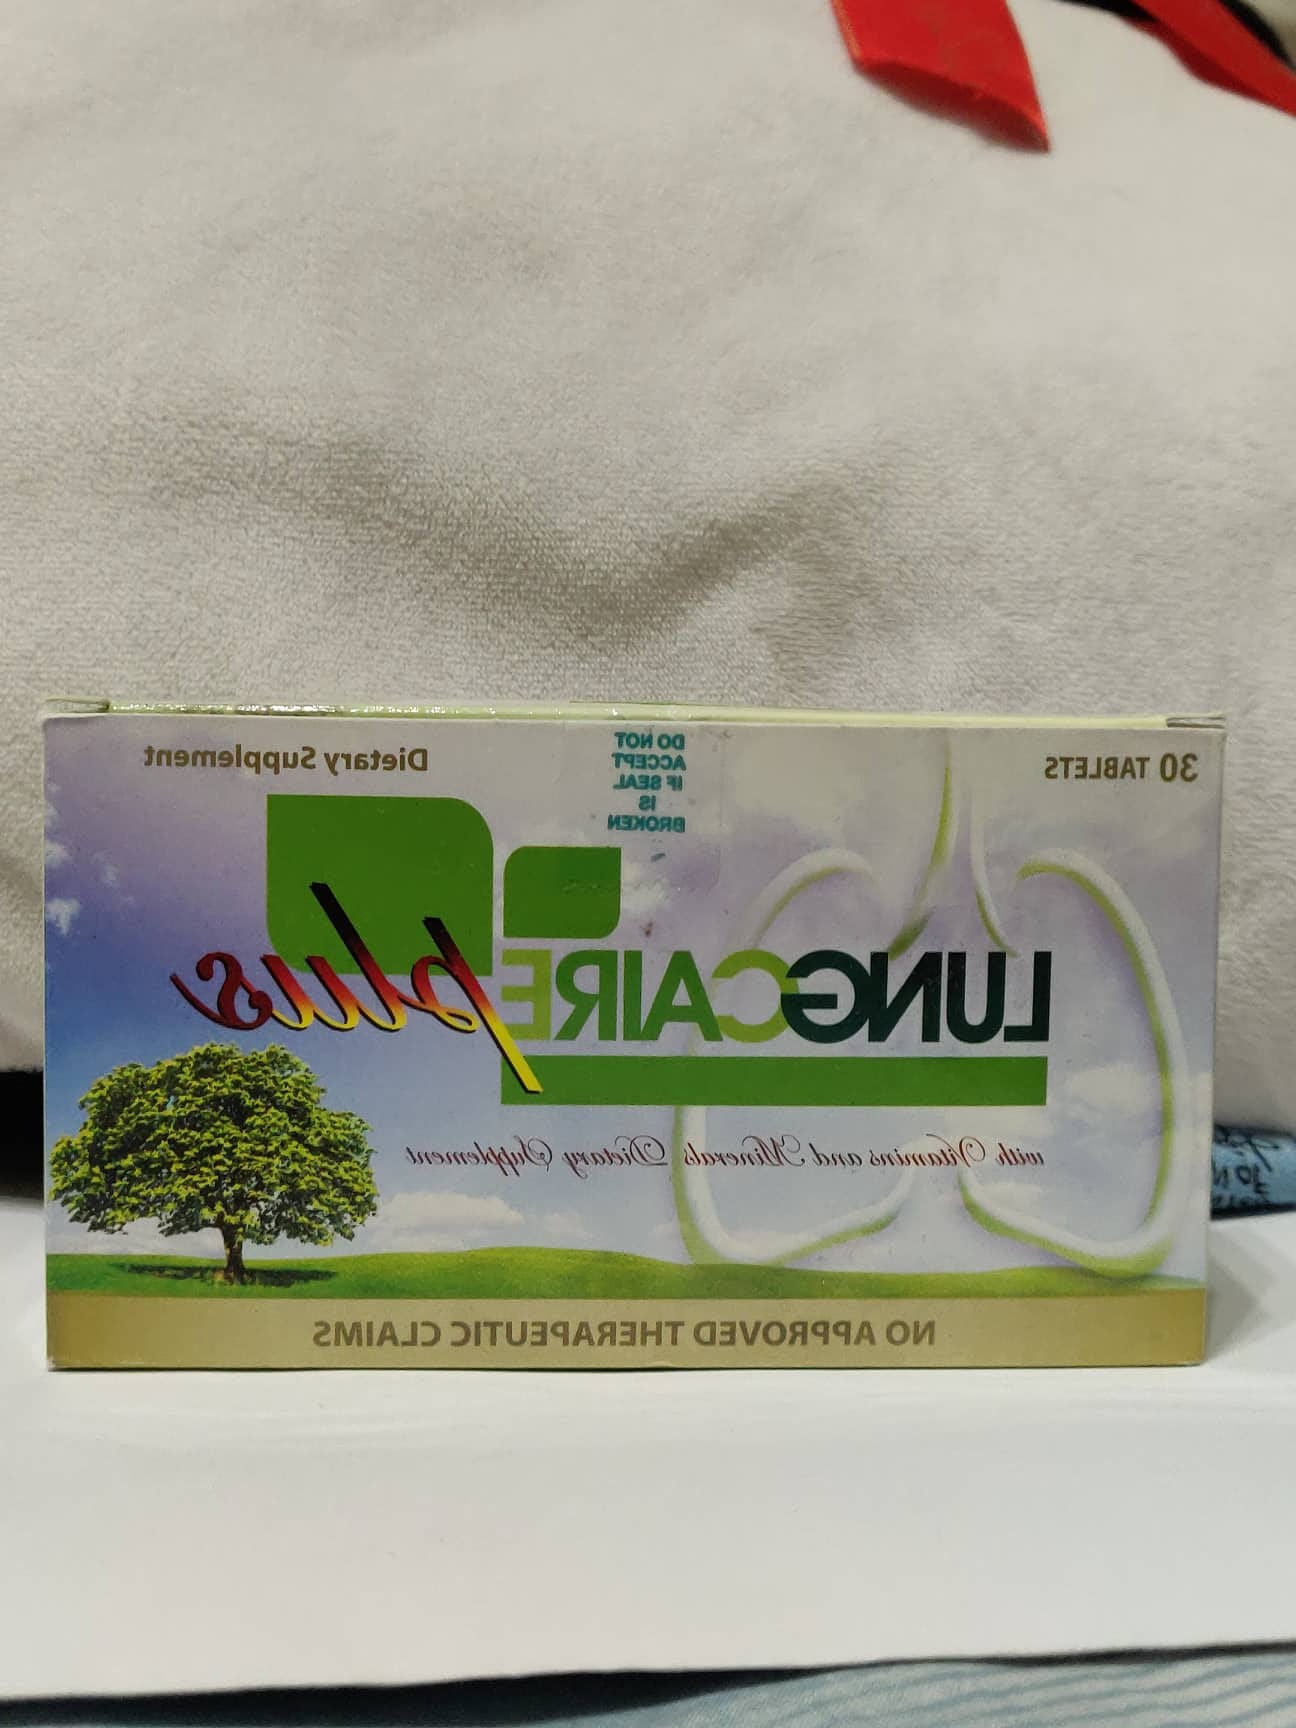 30 TABLETS
DO NOT
ACCEPT
IF SEAL
IS
BROKEN
Dietary Supplement
LUNGCAIRE plus
with Vitamins and Minerals Dietary Supplement
NO APPROVED THERAPEUTIC CLAIMS